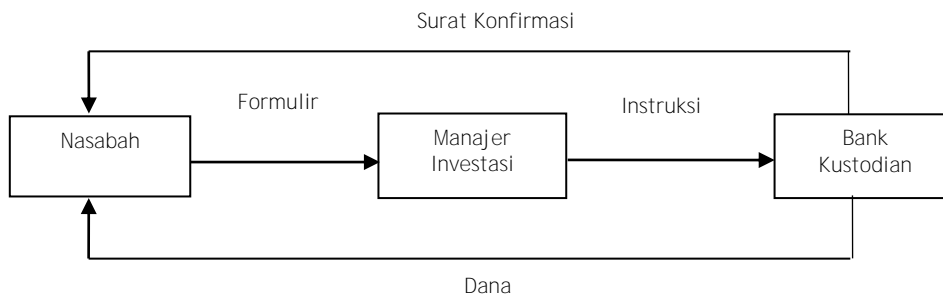 Surat Konfirmasi
Formulir
Instruksi
Nasabah
Manajer
Investasi
Bank
Kustodian
Dana